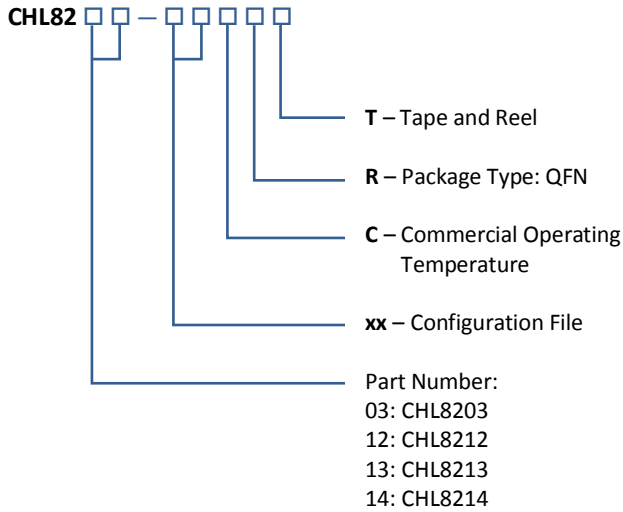 CHL82 □ □ – □ □ □ □ □
T – Tape and Reel
R – Package Type: QFN
C – Commercial Operating
Temperature
xx – Configuration File
Part Number:
03: CHL8203
12: CHL8212
13: CHL8213
14: CHL8214